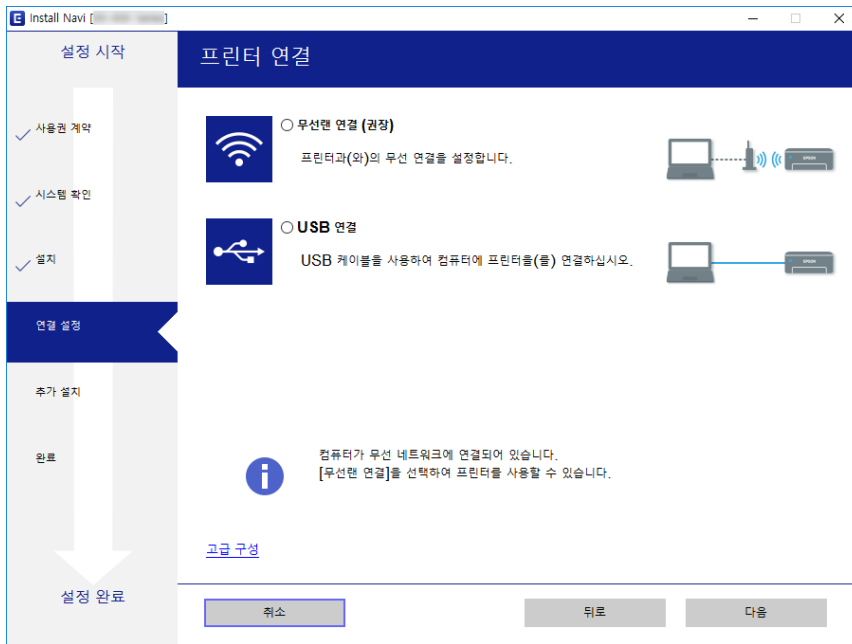 Install Navi [
]
설정 시작
사용권 계약
시스템 확인
설치
연결 설정
추가 설치
완료
설정 완료
프린터 연결
무선랜 연결 (권장)
프린터과(와)의 무선 연결을 설정합니다.
EPSON
USB 연결
USB 케이블을 사용하여 컴퓨터에 프린터을(를) 연결하십시오.
EPSON
컴퓨터가 무선 네트워크에 연결되어 있습니다.
[무선랜 연결]을 선택하여 프린터를 사용할 수 있습니다.
고급 구성
취소
뒤로
다음